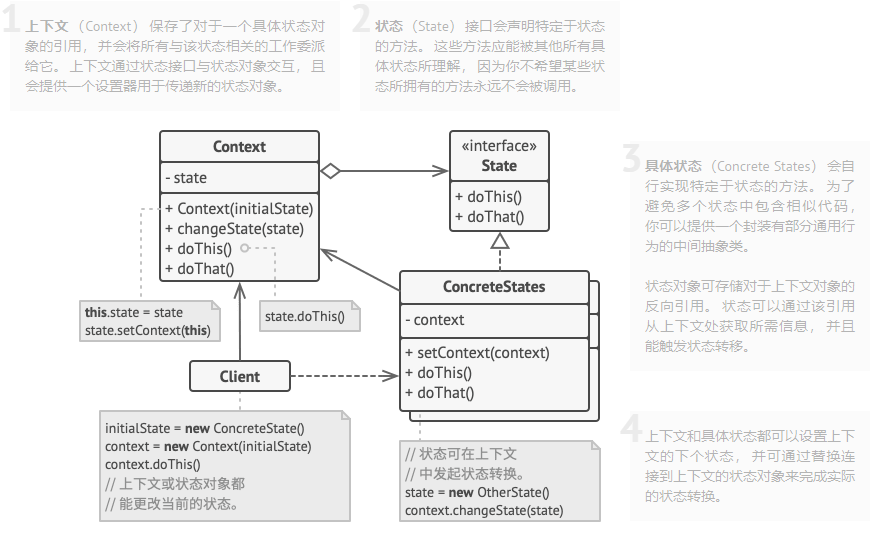 1
上下文（Context） 保存了对于一个具体状态对
象的引用，并会将所有与该状态相关的工作委派
给它。 上下文通过状态接口与状态对象交互， 且
会提供一个设置器用于传递新的状态对象。
2
状态（State）接口会声明特定于状态
的方法。 这些方法应能被其他所有具
体状态所理解， 因为你不希望某些状
态所拥有的方法永远不会被调用。
Context
- state
+ Context(initialState)
+ changeState(state)
+ doThis()
+ doThat()
«interface»
State
+ doThis()
+ doThat()
3
具体状态（Concrete States） 会自
行实现特定于状态的方法。 为了
避免多个状态中包含相似代码，
你可以提供一个封装有部分通用行
为的中间抽象类。
状态对象可存储对于上下文对象的
反向引用。 状态可以通过该引用
从上下文处获取所需信息， 并且
能触发状态转移。
this.state = state
state.setContext(this)
state.doThis()
ConcreteStates
- context
+ setContext(context)
+ doThis()
+ doThat()
Client
initialState = new ConcreteState()
context = new Context(initialState)
context.doThis()
// 上下文或状态对象都
// 能更改当前的状态。
// 状态可在上下文
// 中发起状态转换。
state = new OtherState()
context.changeState(state)
4
上下文和具体状态都可以设置上下
文的下个状态， 并可通过替换连
接到上下文的状态对象来完成实际
的状态转换。